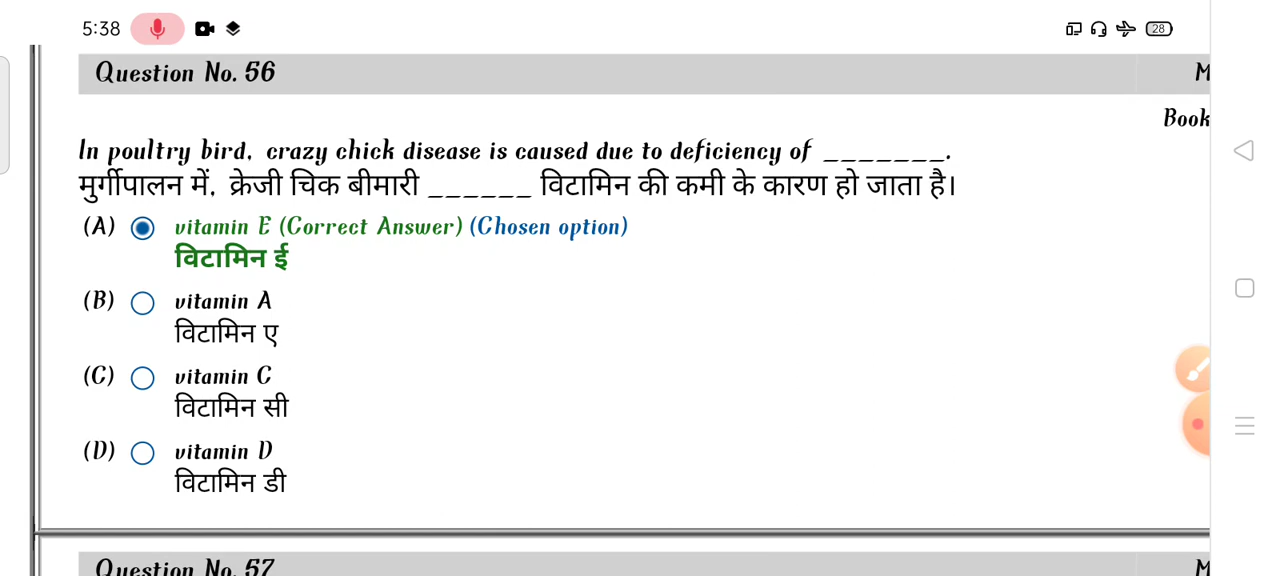 5:38
28
Question No. 56
M
Book
In poultry bird, crazy chick disease is caused due to deficiency of _______.
मुर्गीपालन में, क्रेजी चिक बीमारी ______ विटामिन की कमी के कारण हो जाता है।
(A) vitamin E (Correct Answer) (Chosen option)
विटामिन ई
(B) vitamin A
विटामिन ए
(C) vitamin C
विटामिन सी
(D) vitamin D
विटामिन डी
Question No. 57
M